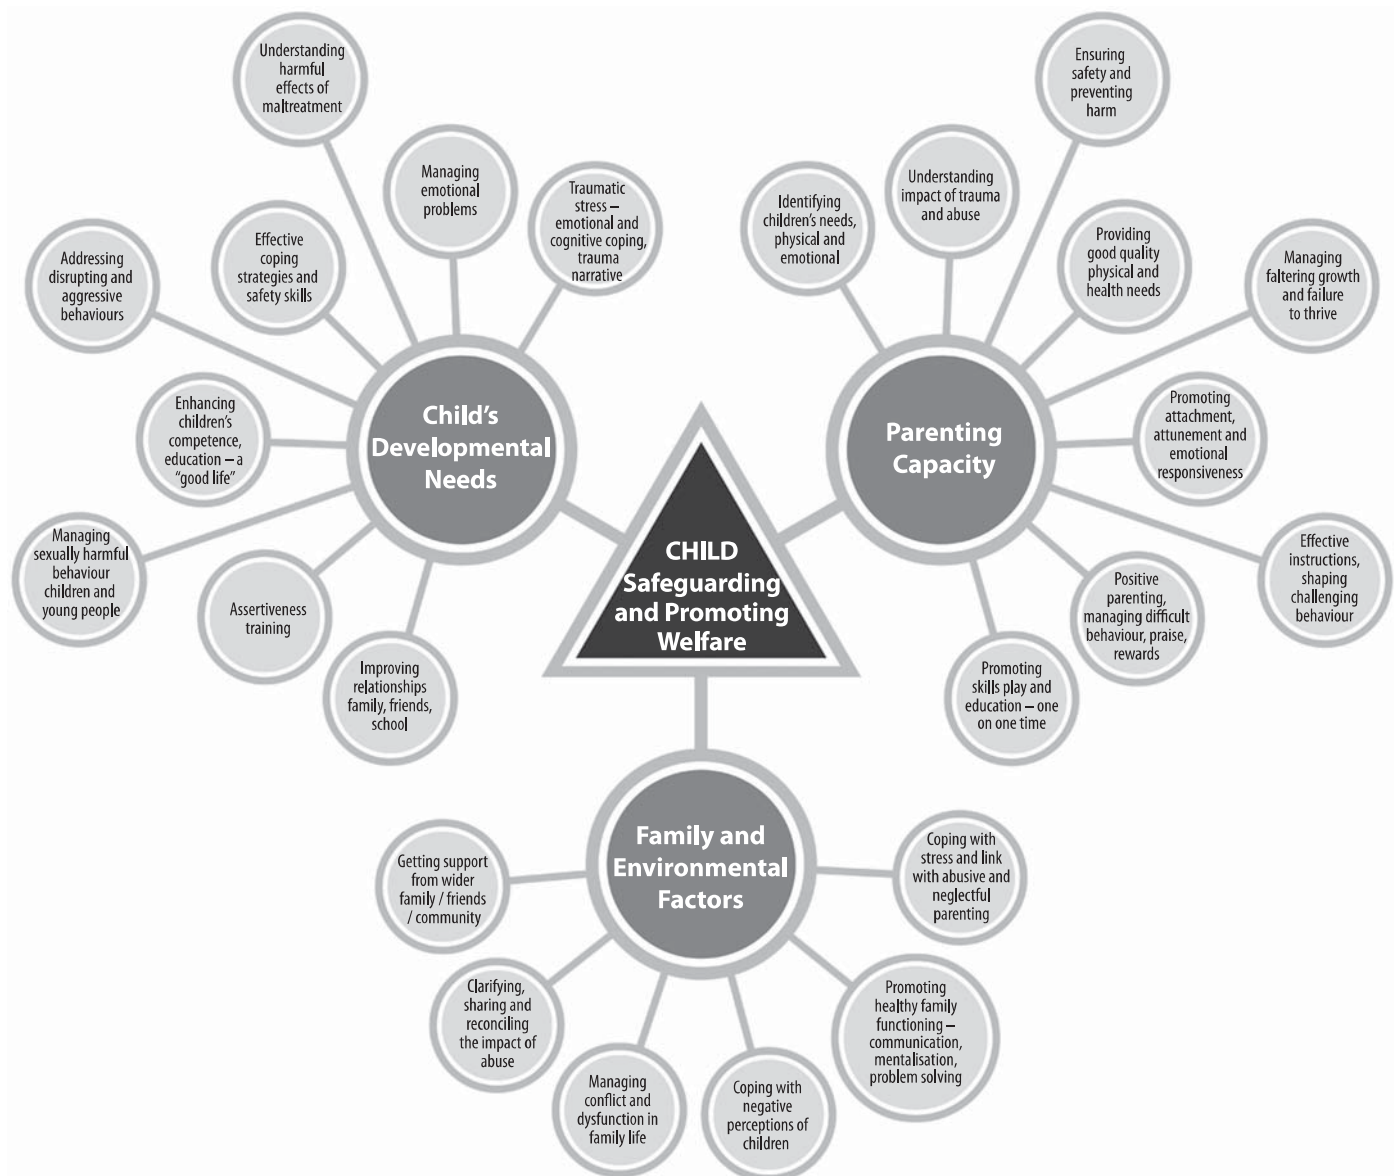 Understanding
harmful
effects of
maltreatment
Managing
emotional
problems
Traumatic
stress –
emotional and
cognitive coping,
trauma
narrative
Addressing
disrupting and
aggressive
behaviours
Effective
coping
strategies and
safety skills
Enhancing
children's
competence,
education – a
“good life”
Managing
sexually harmful
behaviour
children and
young people
Assertiveness
training
Improving
relationships
family, friends,
school
Child's
Developmental
Needs
Ensuring
safety and
preventing
harm
Understanding
impact of trauma
and abuse
Identifying
children's needs,
physical and
emotional
Providing
good quality
physical and
health needs
Managing
faltering growth
and failure
to thrive
Promoting
attachment,
attunement and
emotional
responsiveness
Effective
instructions,
shaping
challenging
behaviour
Positive
parenting,
managing difficult
behaviour, praise,
rewards
Promoting
skills play and
education – one
on one time
Parenting
Capacity
CHILD
Safeguarding
and Promoting
Welfare
Family and
Environmental
Factors
Getting support
from wider
family / friends
/ community
Clarifying,
sharing and
reconciling
the impact of
abuse
Managing
conflict and
dysfunction in
family life
Coping with
negative
perceptions of
children
Promoting
healthy family
functioning –
communication,
mentalisation,
problem solving
Coping with
stress and link
with abusive and
neglectful
parenting